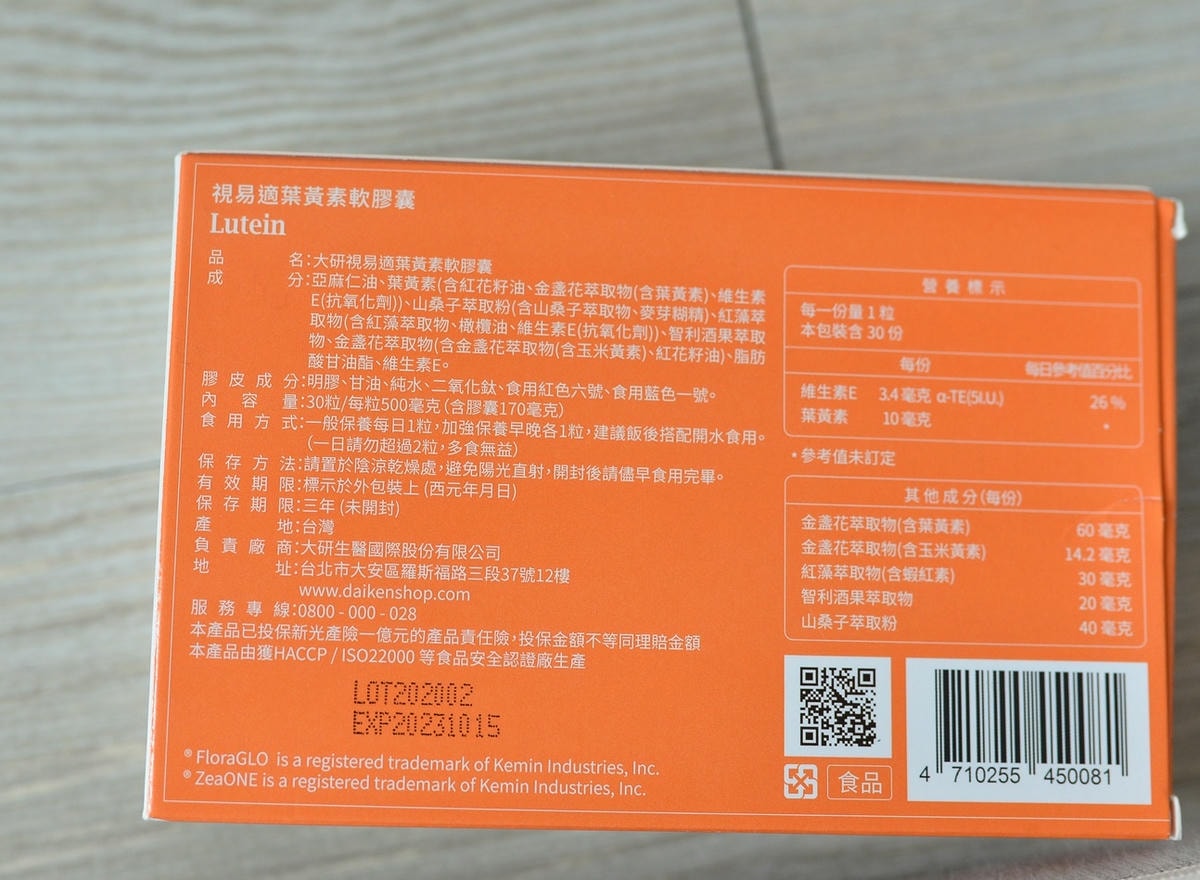 視易適葉黃素軟膠囊
Lutein
品名:大研視易適葉黃素軟膠囊
成分:亞麻仁油、葉黃素(含紅花籽油、金盞花萃取物(含葉黃素)、維生素
E(抗氧化劑))、山桑子萃取粉(含山桑子萃取物、麥芽糊精)、紅藻萃
取物(含紅藻萃取物、橄欖油、維生素E(抗氧化劑))、智利酒果萃取
物、金盞花萃取物(含金盞花萃取物(含玉米黃素)、紅花籽油)、脂肪
酸甘油酯、維生素E。
膠皮成分:明膠、甘油、純水、二氧化鈦、食用紅色六號、食用藍色一號。
內容量:30粒/每粒500毫克(含膠囊170毫克)
食用方式:一般保養每日1粒,加強保養早晚各1粒,建議飯後搭配開水食用。
(一日請勿超過2粒,多食無益)
保存方法:請置於陰涼乾燥處,避免陽光直射,開封後請儘早食用完畢。
有效期限:標示於外包裝上 (西元年月日)
保存期限:三年 (未開封)
產地:台灣
負責廠商:大研生醫國際股份有限公司
地址:台北市大安區羅斯福路三段37號12樓
www.daikenshop.com
服務專線:0800 - 000 - 028
本產品已投保新光產險一億元的產品責任險,投保金額不等同理賠金額
本產品由獲HACCP / ISO22000 等食品安全認證廠生產
LOT202002
EXP20231015
® FloraGLO is a registered trademark of Kemin Industries, Inc.
® ZeaONE is a registered trademark of Kemin Industries, Inc.
營養標示
每一份量 1 粒
本包裝含 30 份
每份 每日參考值百分比
維生素E 3.4 毫克 α-TE(5I.U.) 26 %
葉黃素 10 毫克 *
*參考值未訂定
其他成分(每份)
金盞花萃取物(含葉黃素) 60 毫克
金盞花萃取物(含玉米黃素) 14.2 毫克
紅藻萃取物(含蝦紅素) 30 毫克
智利酒果萃取物 20 毫克
山桑子萃取粉 40 毫克
食品
4 710255 450081